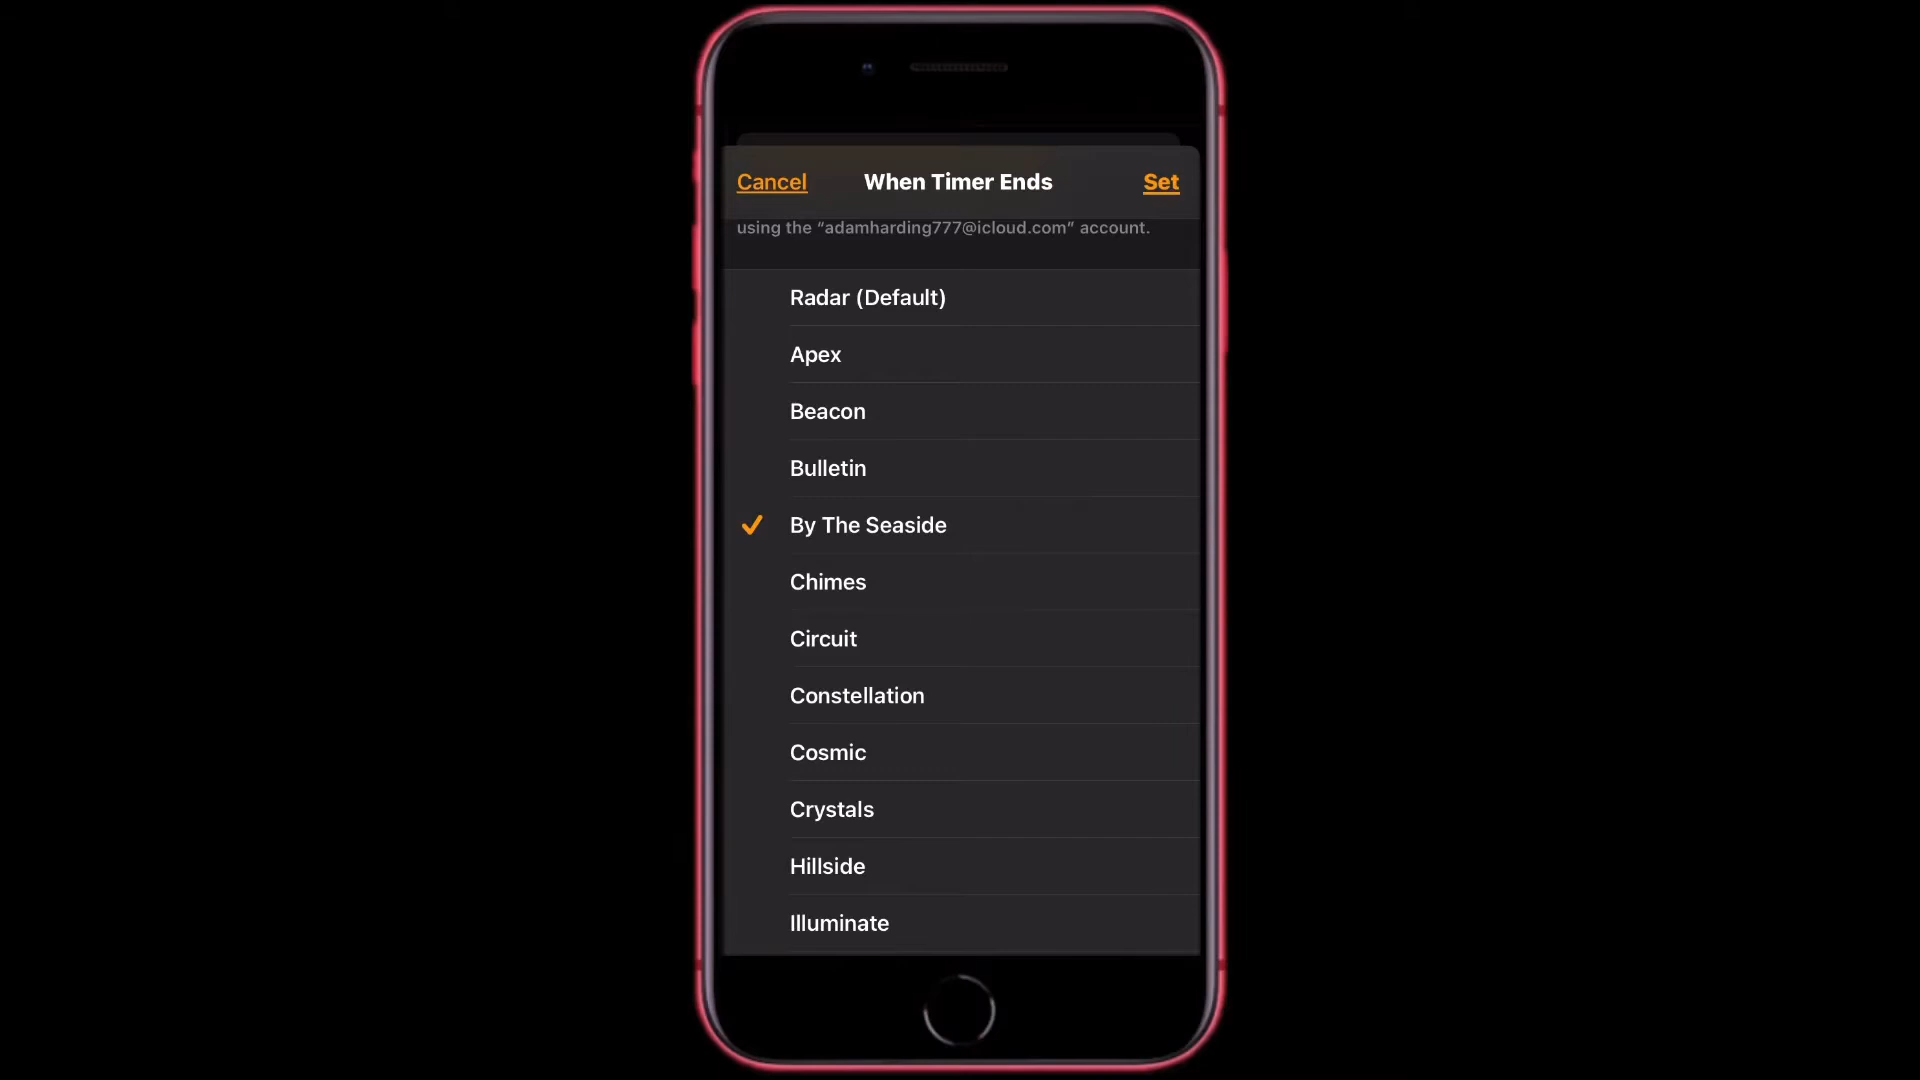 Cancel When Timer Ends Set
using the “adamharding777@icloud.com” account.
Radar (Default)
Apex
Beacon
Bulletin
By The Seaside
Chimes
Circuit
Constellation
Cosmic
Crystals
Hillside
Illuminate